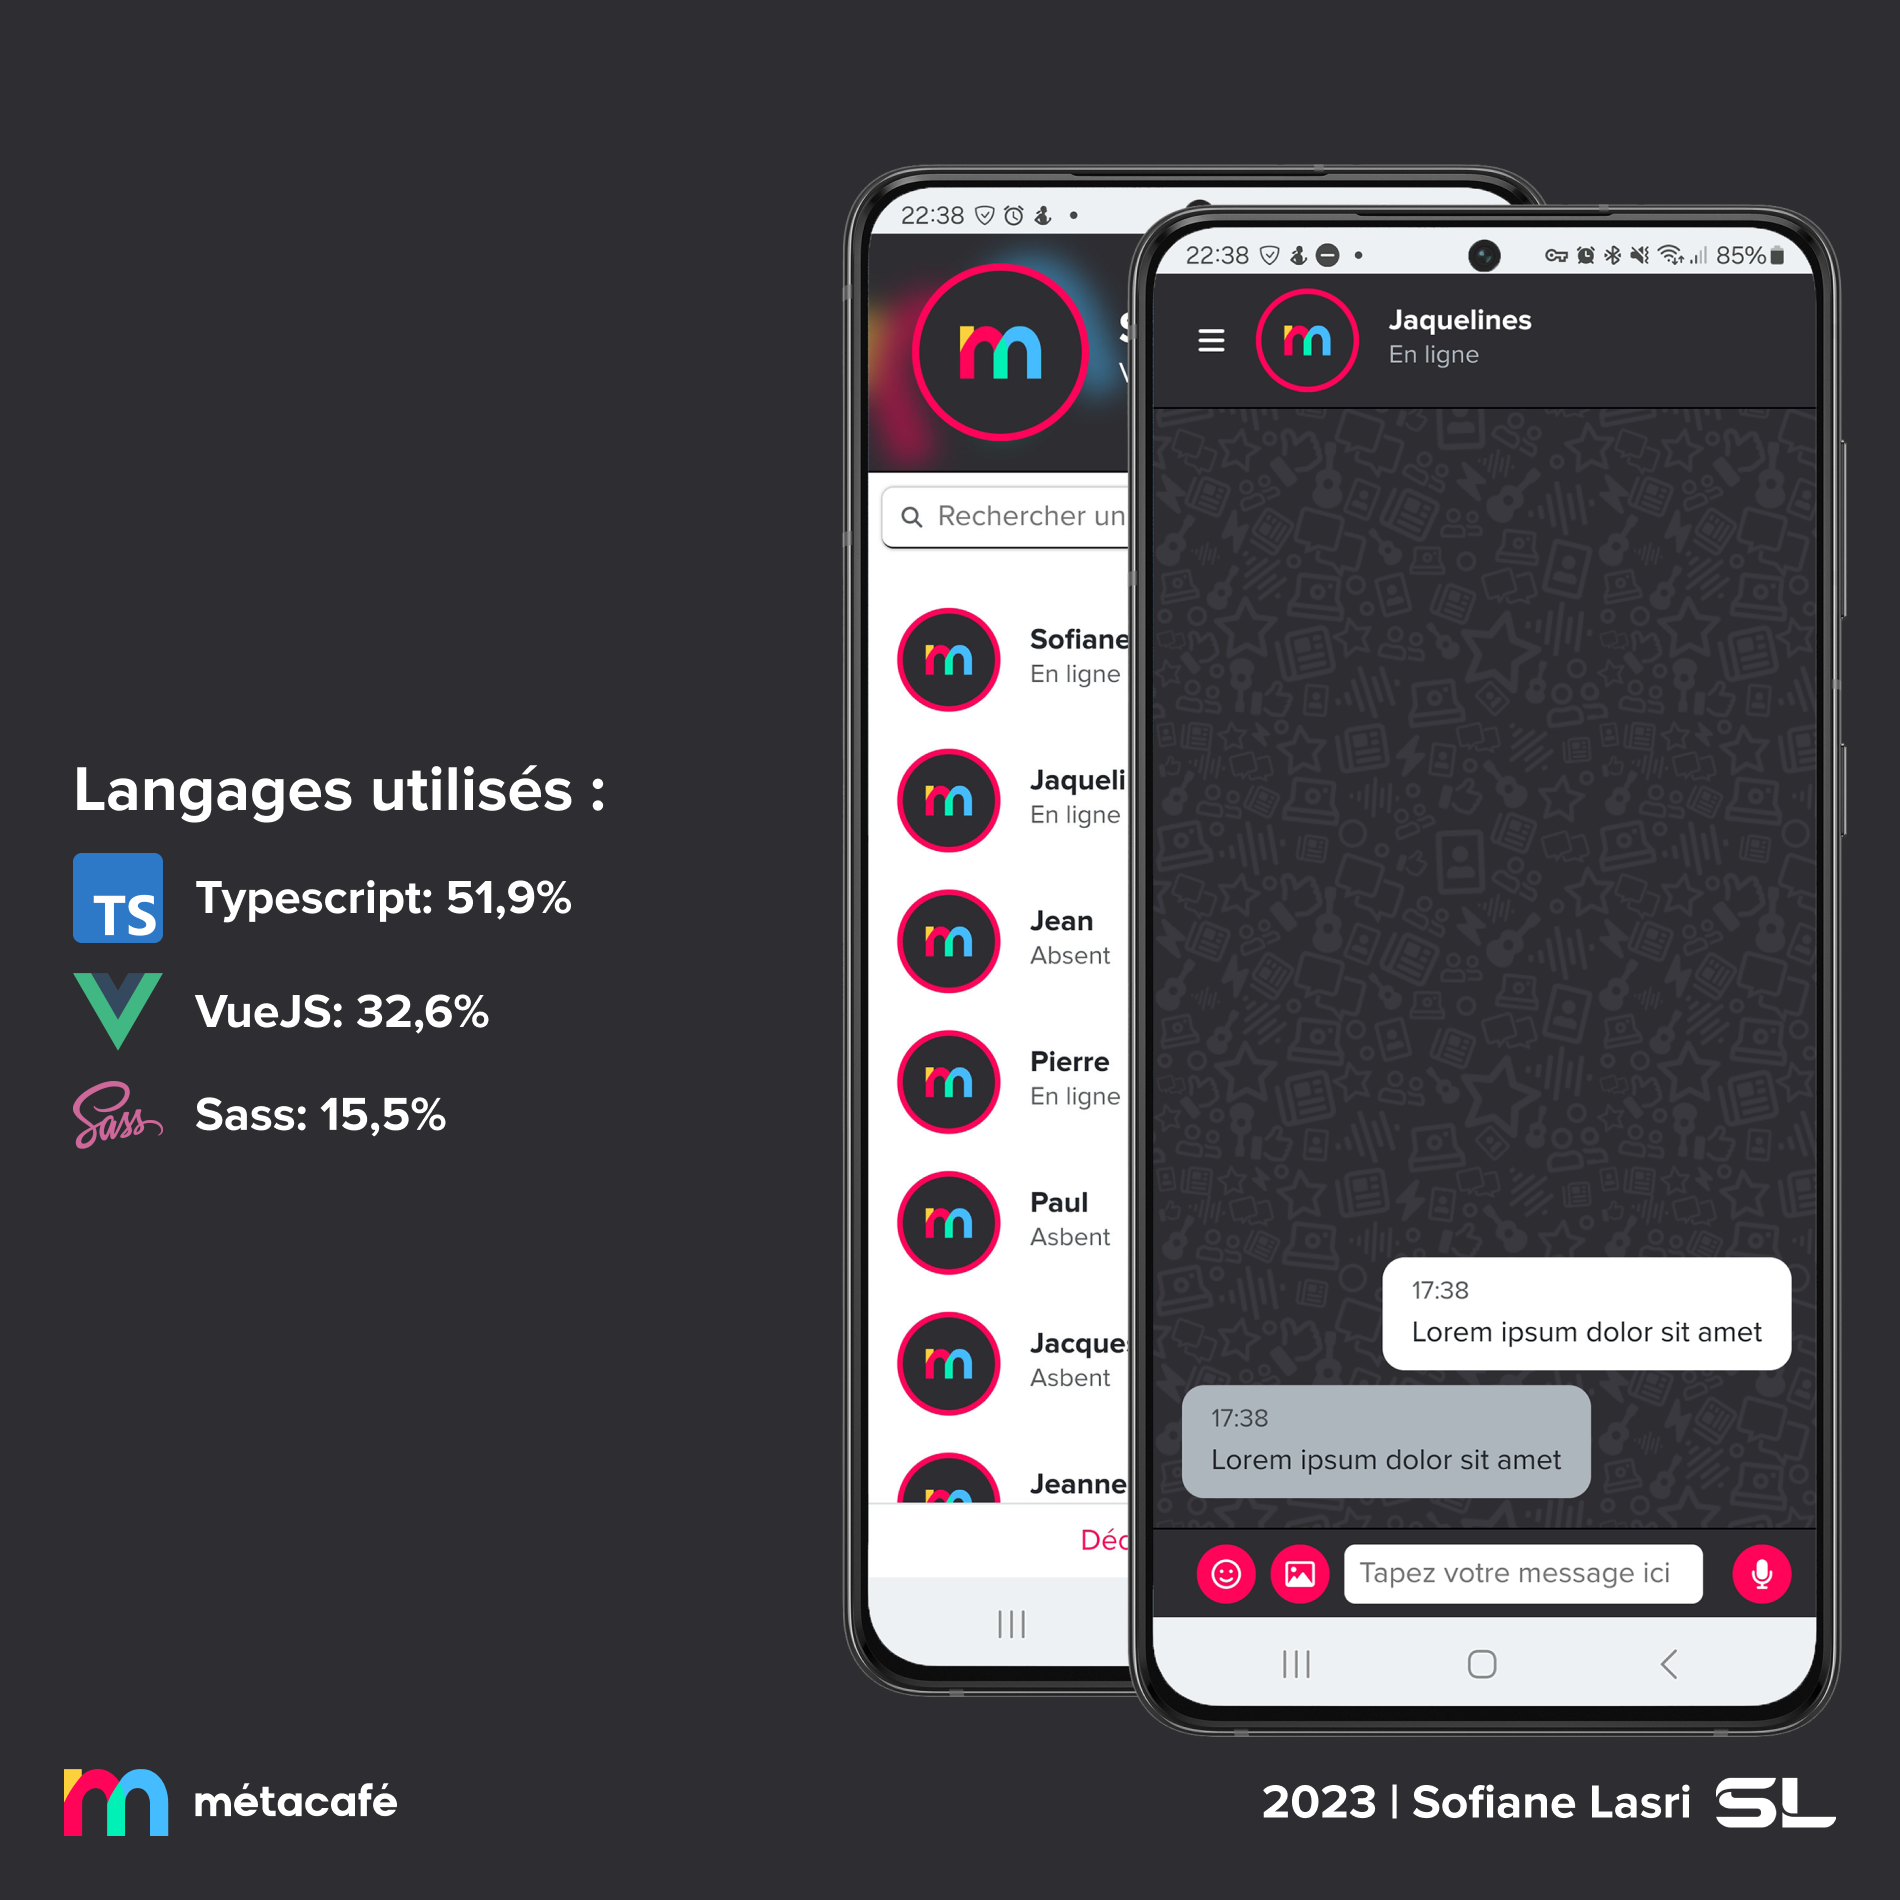 Langages utilisés :
TS
Typescript: 51,9%
VueJS: 32,6%
Sass
Sass: 15,5%
22:38
Rechercher un
Sofiane
En ligne
Jaqueli
En ligne
Jean
Absent
Pierre
En ligne
Paul
Asbent
Jacques
Asbent
Jeanne
Déc
22:38 85%
Jaquelines
En ligne
17:38
Lorem ipsum dolor sit amet
17:38
Lorem ipsum dolor sit amet
Tapez votre message ici
métacafé
2023 | Sofiane Lasri SL